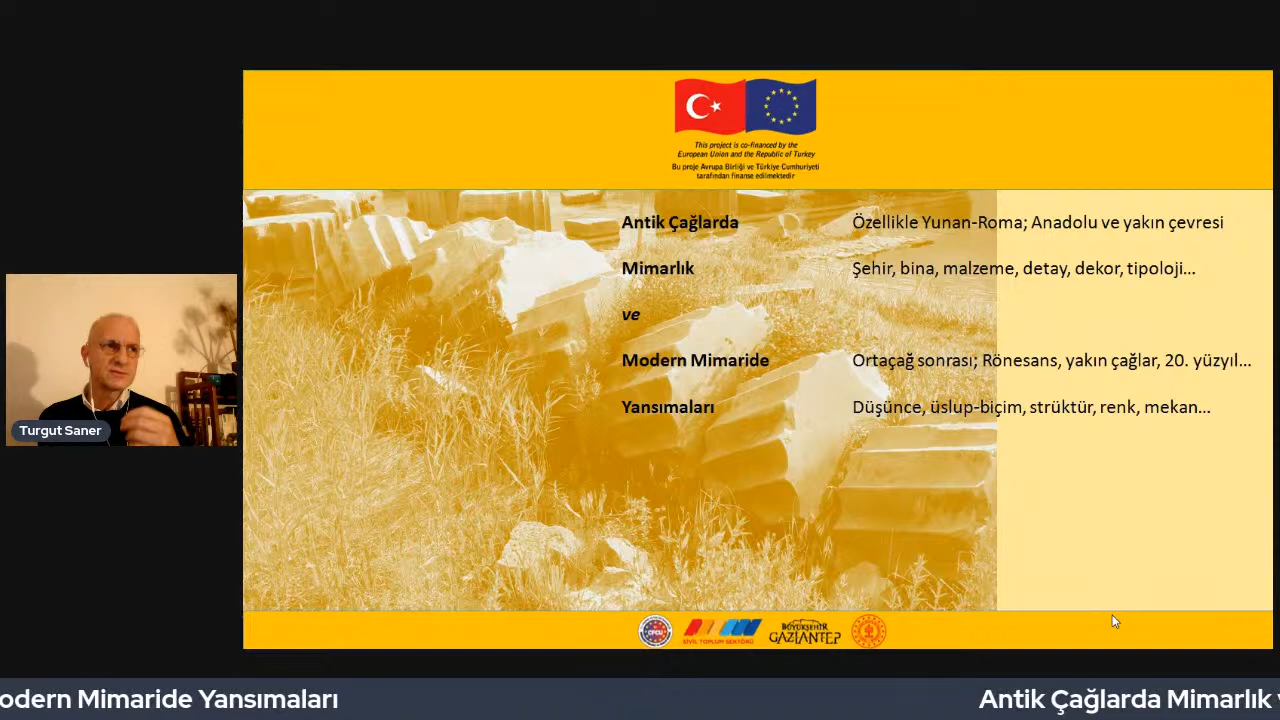 This project is co-financed by the
European Union and the Republic of Turkey
Bu proje Avrupa Birliği ve Türkiye Cumhuriyeti
tarafından finanse edilmektedir
Antik Çağlarda Özellikle Yunan-Roma; Anadolu ve yakın çevresi
Mimarlık Şehir, bina, malzeme, detay, dekor, tipoloji...
ve
Modern Mimaride Ortaçağ sonrası; Rönesans, yakın çağlar, 20. yüzyıl...
Yansımaları Düşünce, üslup-biçim, strüktür, renk, mekan...
Turgut Saner
CFCU
SİVİL TOPLUM SEKTÖRÜ
BÜYÜKŞEHİR
GAZİANTEP
odern Mimaride Yansımaları
Antik Çağlarda Mimarlık